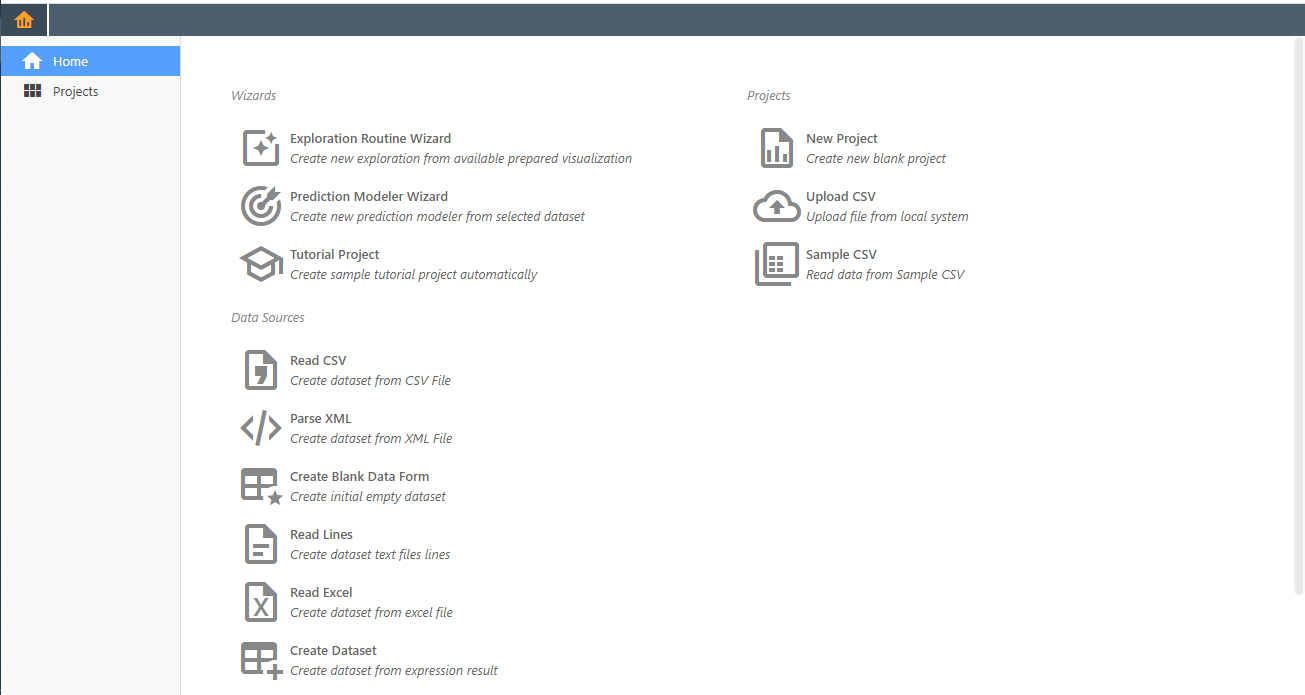 Home
Projects
Wizards
Exploration Routine Wizard
Create new exploration from available prepared visualization
Prediction Modeler Wizard
Create new prediction modeler from selected dataset
Tutorial Project
Create sample tutorial project automatically
Data Sources
Read CSV
Create dataset from CSV File
Parse XML
Create dataset from XML File
Create Blank Data Form
Create initial empty dataset
Read Lines
Create dataset text files lines
Read Excel
Create dataset from excel file
Create Dataset
Create dataset from expression result
Projects
New Project
Create new blank project
Upload CSV
Upload file from local system
Sample CSV
Read data from Sample CSV